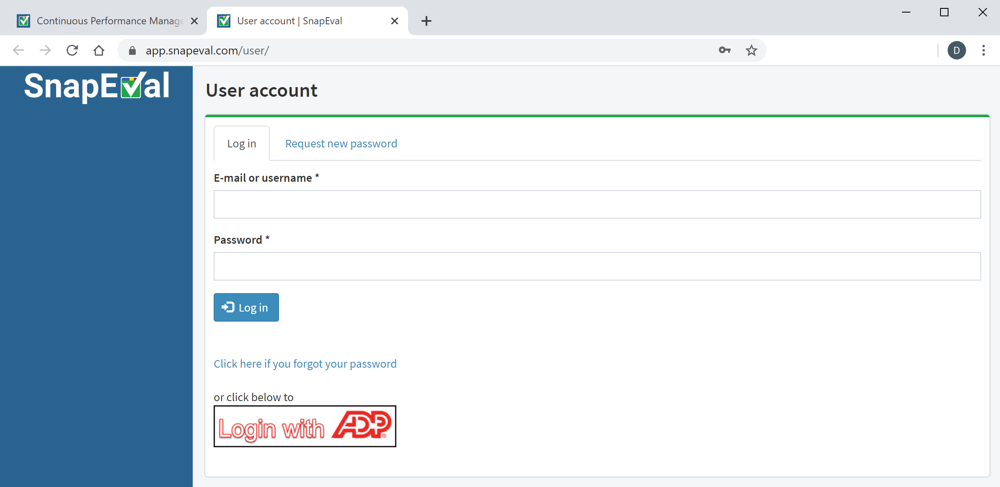 Continuous Performance Manage
User account | SnapEval
app.snapeval.com/user/
D
SnapEval
User account
Log in
Request new password
E-mail or username *
Password *
Log in
Click here if you forgot your password
or click below to
Login with ADP®